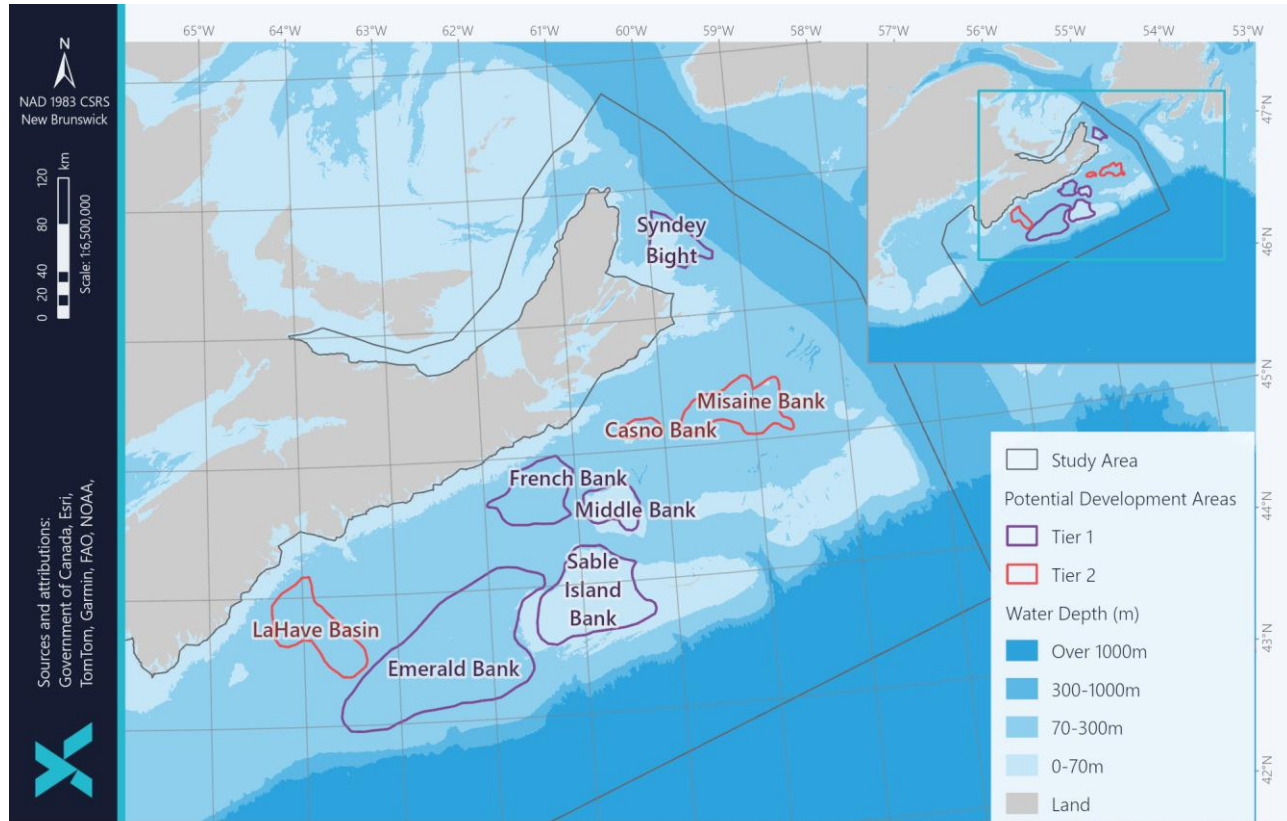 65°W 64°W 63°W 62°W 61°W 60°W 59°W 58°W 57°W 56°W 55°W 54°W 53°W
N
NAD 1983 CSRS
New Brunswick
0 20 40 80 120
km
Scale: 1:6,500,000
Sources and attributions:
Government of Canada, Esri,
TomTom, Garmin, FAO, NOAA,
47°N
46°N
45°N
44°N
43°N
42°N
Syndey
Bight
Misaine Bank
Casno Bank
French Bank
Middle Bank
Sable
Island
Bank
LaHave Basin
Emerald Bank
Study Area
Potential Development Areas
Tier 1
Tier 2
Water Depth (m)
Over 1000m
300-1000m
70-300m
0-70m
Land